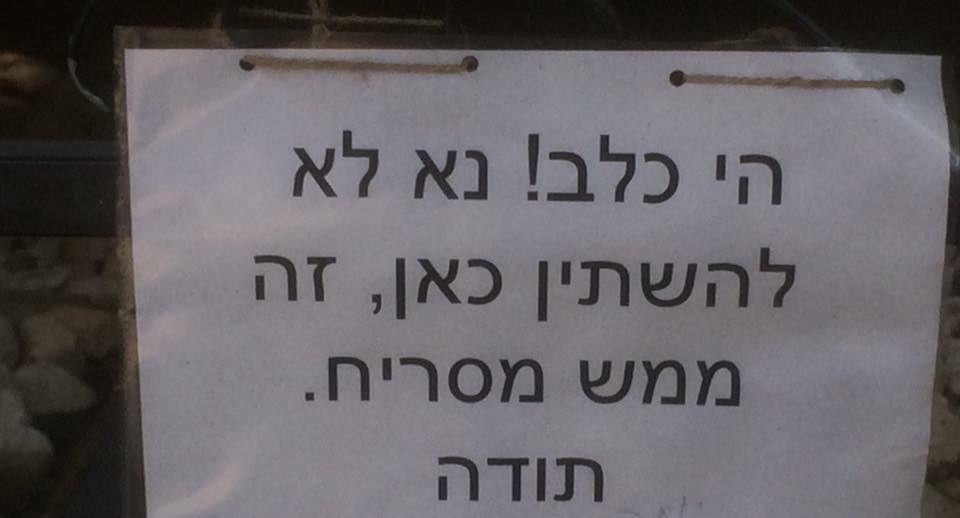 הי כלב! נא לא
להשתין כאן, זה
ממש מסריח.
תודה